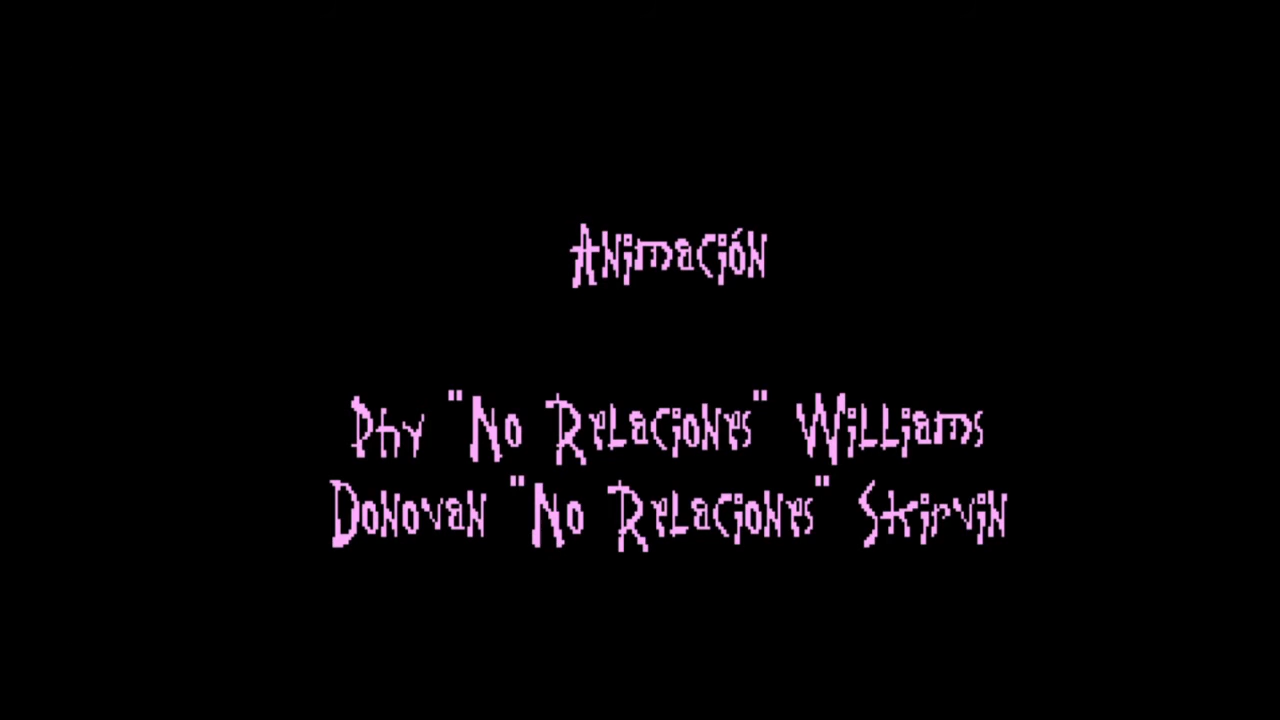 Animación
Phy "No Relaciones" Williams
Donovan "No Relaciones" Skirvin